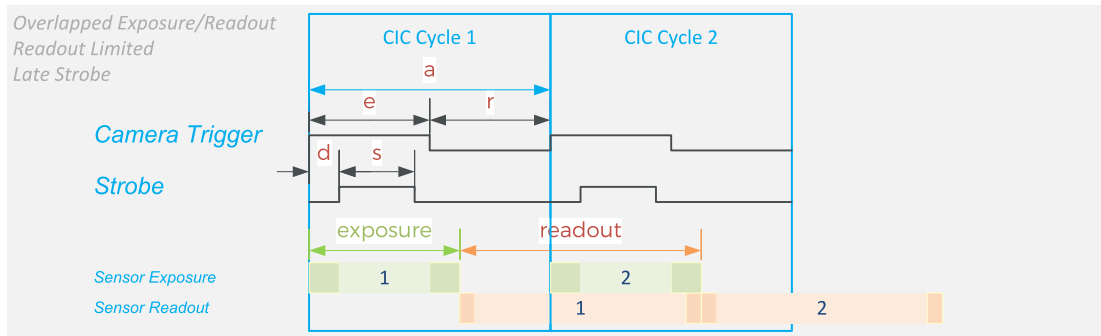 Overlapped Exposure/Readout
Readout Limited
Late Strobe
CIC Cycle 1
CIC Cycle 2
a
e
r
Camera Trigger
d
s
Strobe
exposure
readout
Sensor Exposure
1
2
Sensor Readout
1
2